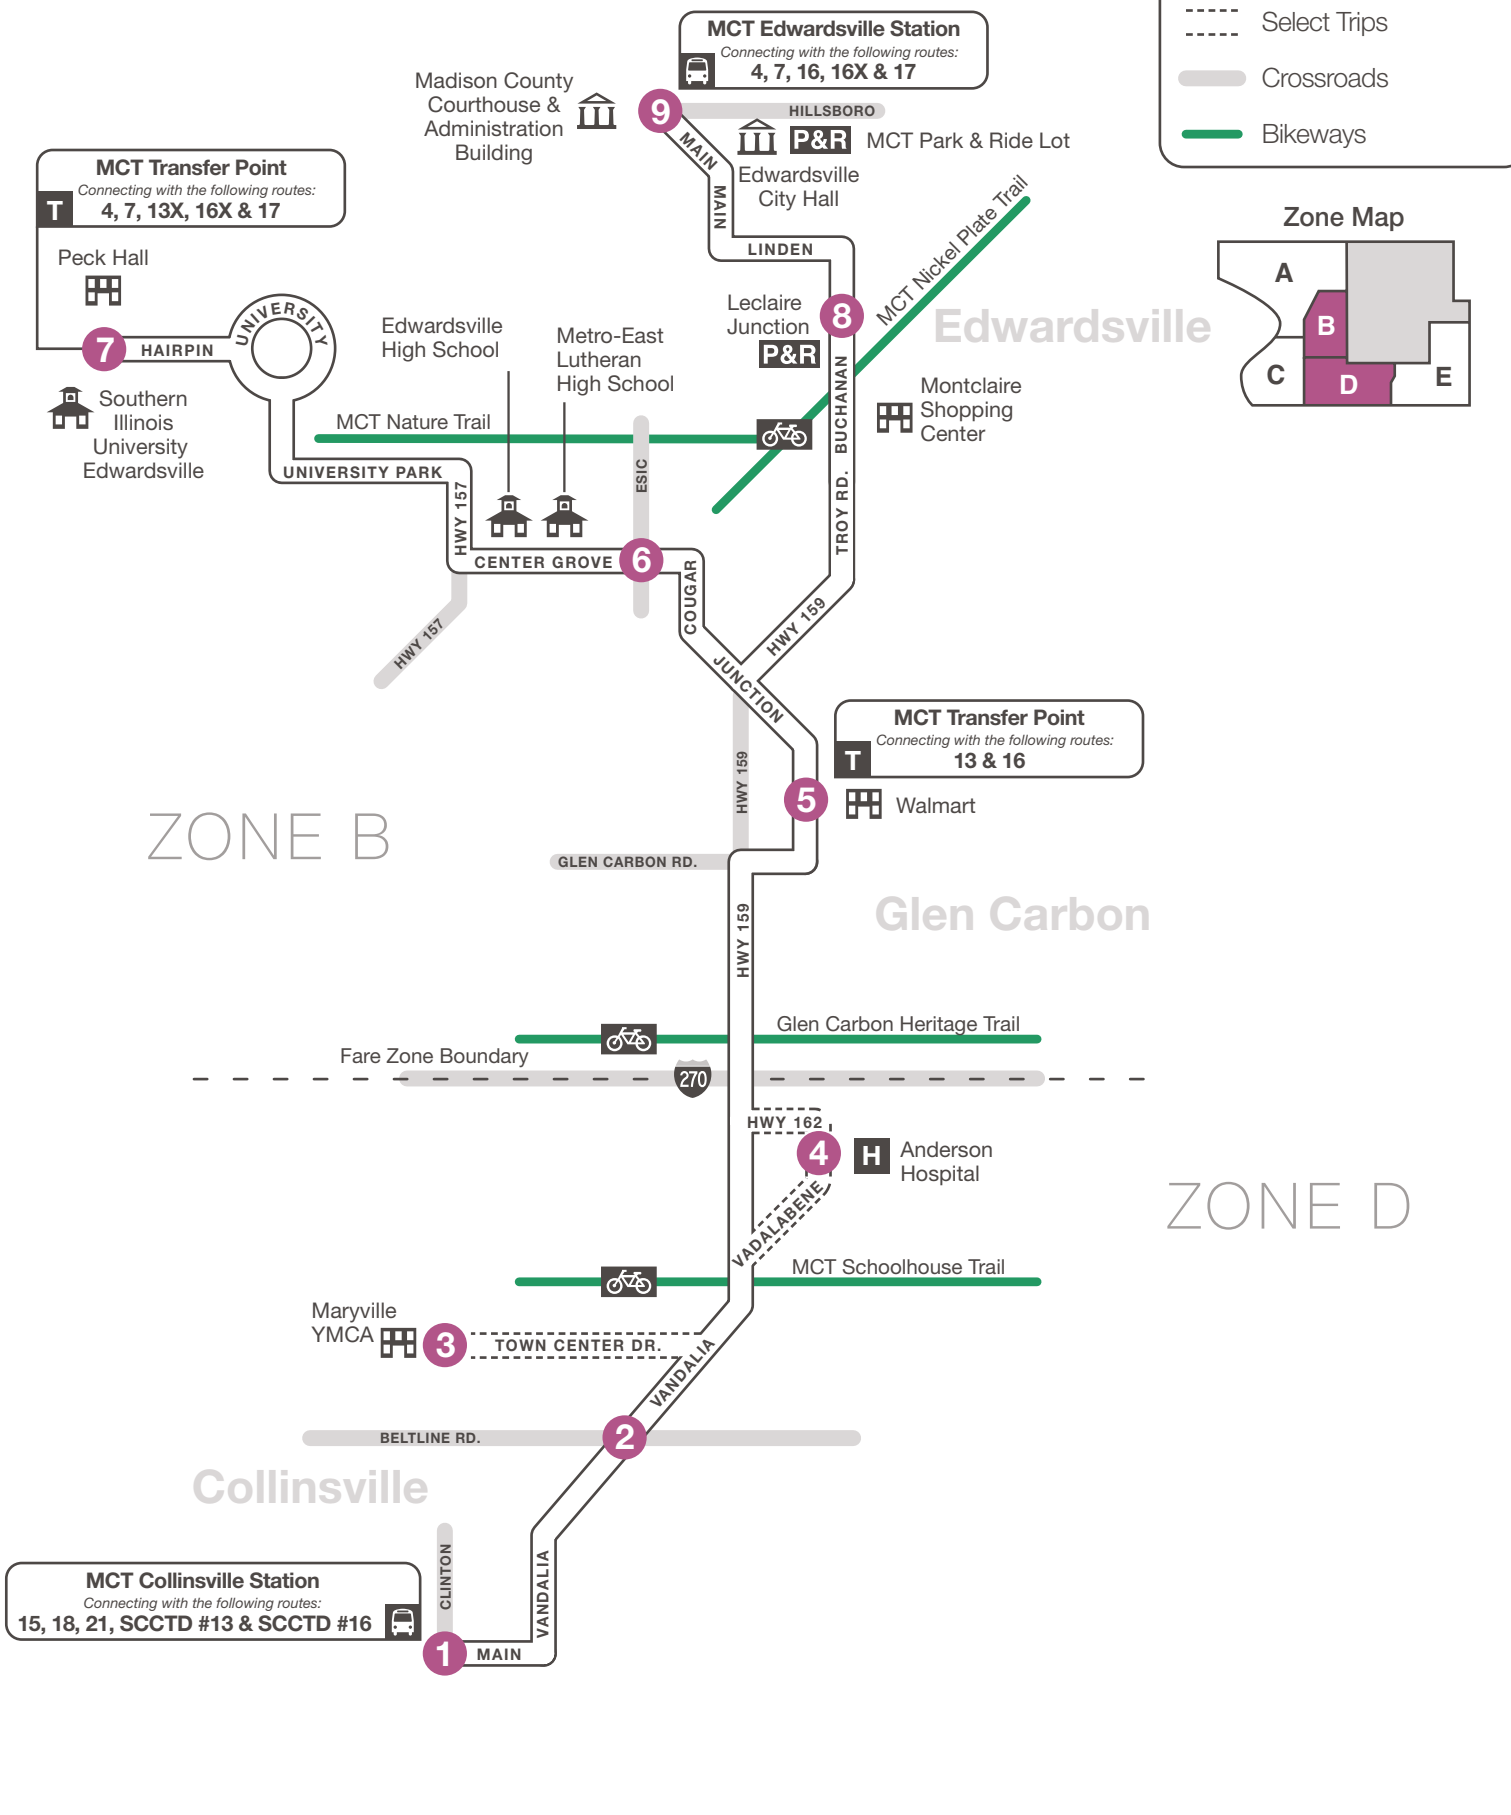 MCT Edwardsville Station
Connecting with the following routes:
4, 7, 16, 16X & 17
Select Trips
Crossroads
Bikeways
Madison County
Courthouse &
Administration
Building
9
HILLSBORO
MAIN
P&R
MCT Park & Ride Lot
Edwardsville
City Hall
MAIN
LINDEN
MCT Transfer Point
Connecting with the following routes:
T
4, 7, 13X, 16X & 17
Peck Hall
7
HAIRPIN
UNIVERSITY
Southern
Illinois
University
Edwardsville
Edwardsville
High School
Metro-East
Lutheran
High School
Leclaire
Junction
P&R
8
MCT Nickel Plate Trail
Edwardsville
Zone Map
A
B
C
D
E
Montclaire
Shopping
Center
MCT Nature Trail
UNIVERSITY PARK
HWY 157
ESIC
TROY RD.
BUCHANAN
CENTER GROVE
6
COUGAR
HWY 159
HWY 157
JUNCTION
MCT Transfer Point
Connecting with the following routes:
T
13 & 16
HWY 159
5
Walmart
ZONE B
GLEN CARBON RD.
Glen Carbon
HWY 159
Glen Carbon Heritage Trail
Fare Zone Boundary
270
HWY 162
4
H
Anderson
Hospital
VADALABENE
ZONE D
MCT Schoolhouse Trail
Maryville
YMCA
3
TOWN CENTER DR.
VANDALIA
BELTLINE RD.
2
Collinsville
CLINTON
VANDALIA
MCT Collinsville Station
Connecting with the following routes:
15, 18, 21, SCCTD #13 & SCCTD #16
1
MAIN